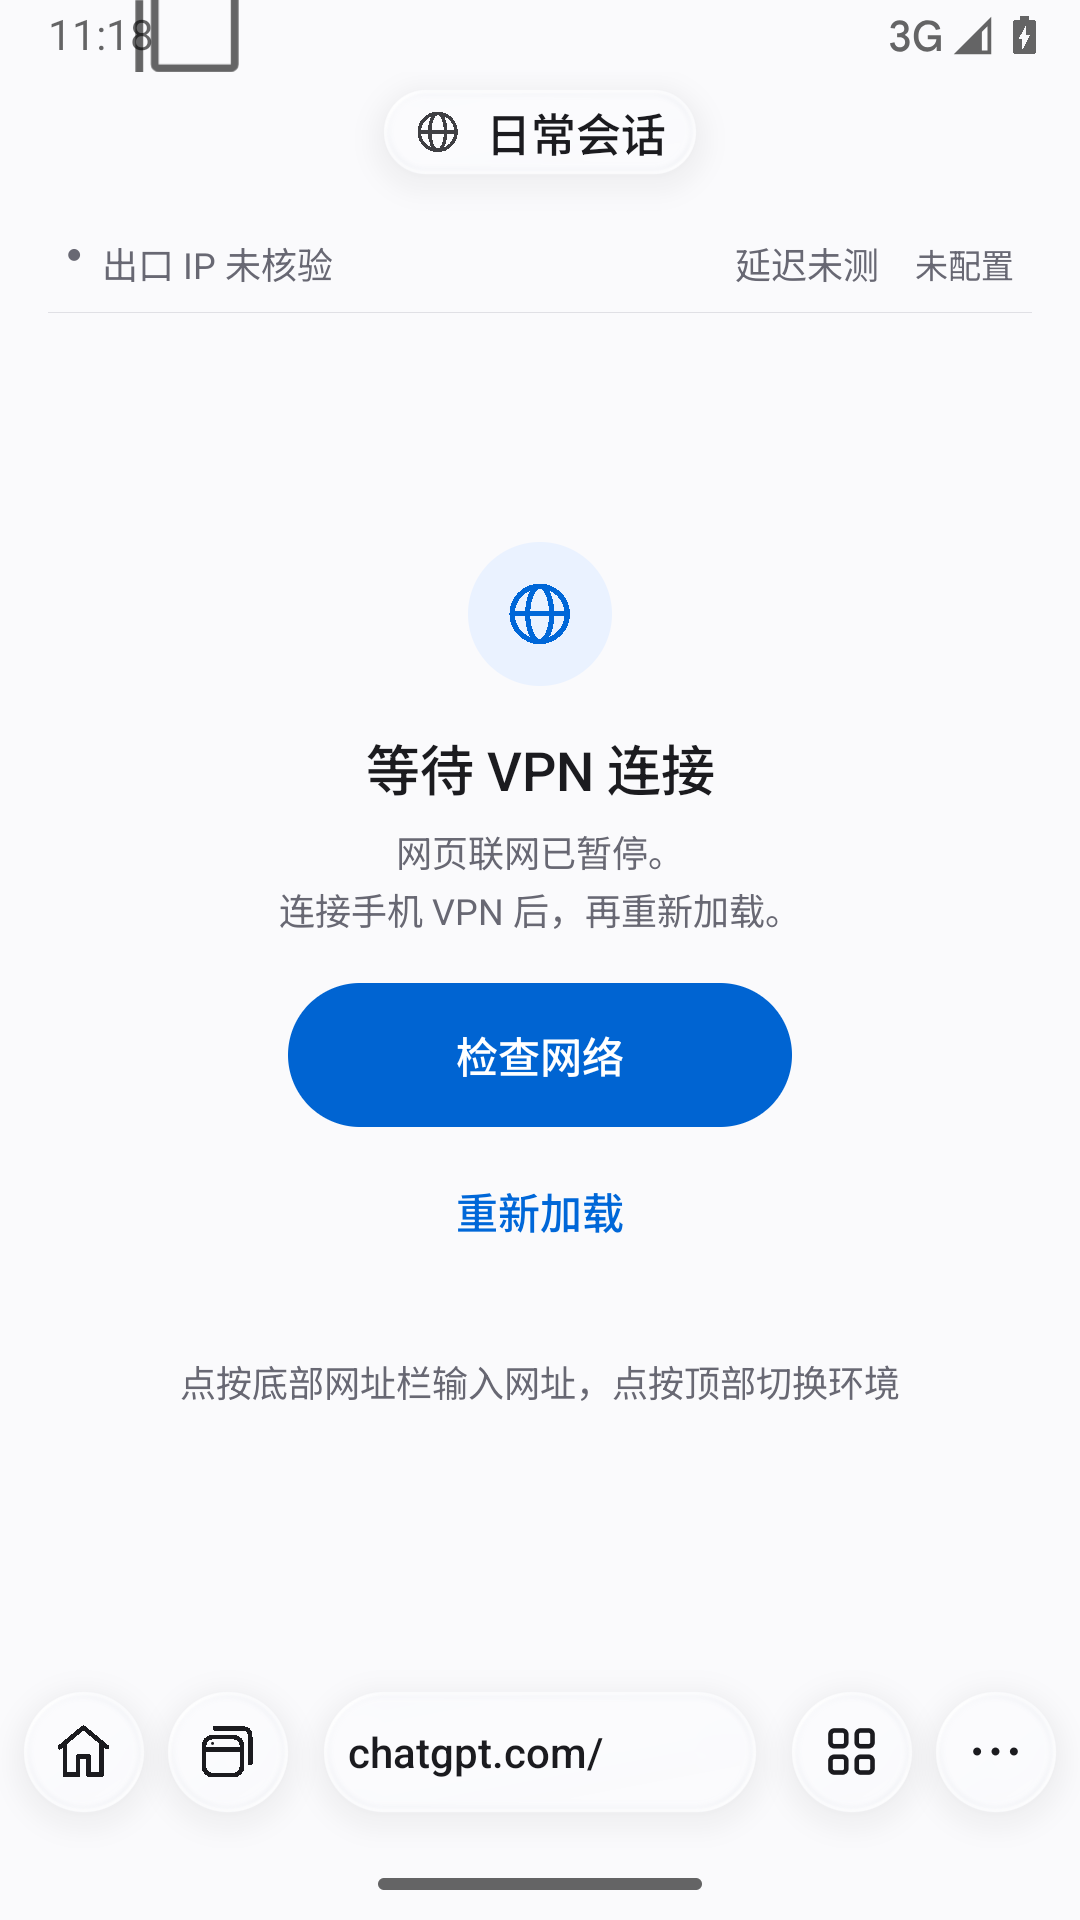 11:18
3G
日常会话
出口 IP 未核验
延迟未测 未配置
等待 VPN 连接
网页联网已暂停。
连接手机 VPN 后，再重新加载。
检查网络
重新加载
点按底部网址栏输入网址，点按顶部切换环境
chatgpt.com/